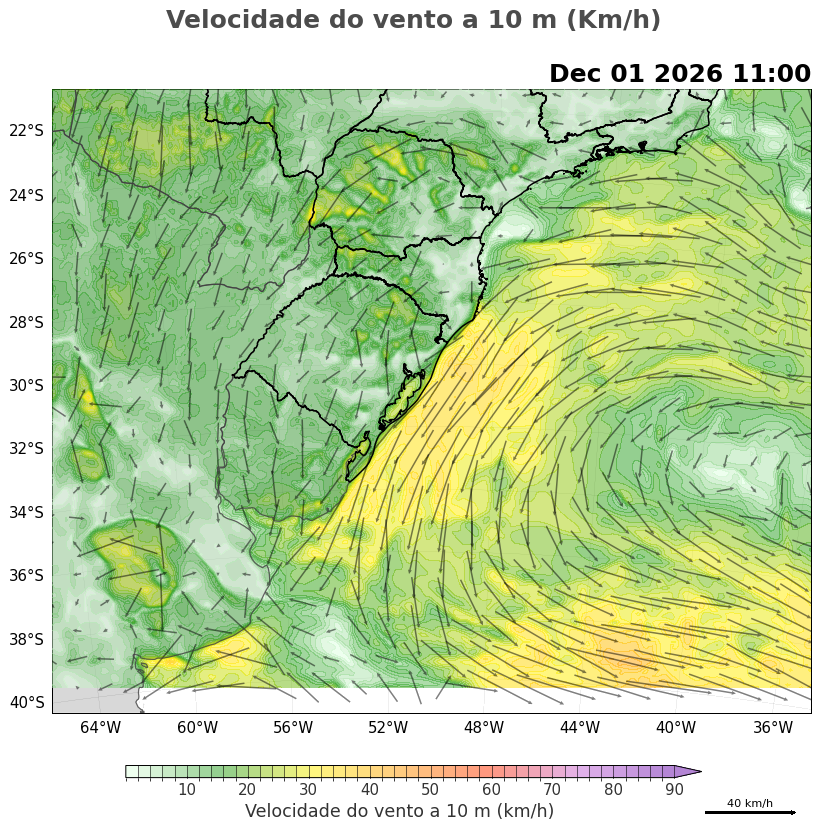 Velocidade do vento a 10 m (Km/h)
Dec 01 2026 11:00
22°S
24°S
26°S
28°S
30°S
32°S
34°S
36°S
38°S
40°S
64°W 60°W 56°W 52°W 48°W 44°W 40°W 36°W
10 20 30 40 50 60 70 80 90
Velocidade do vento a 10 m (km/h)
40 km/h